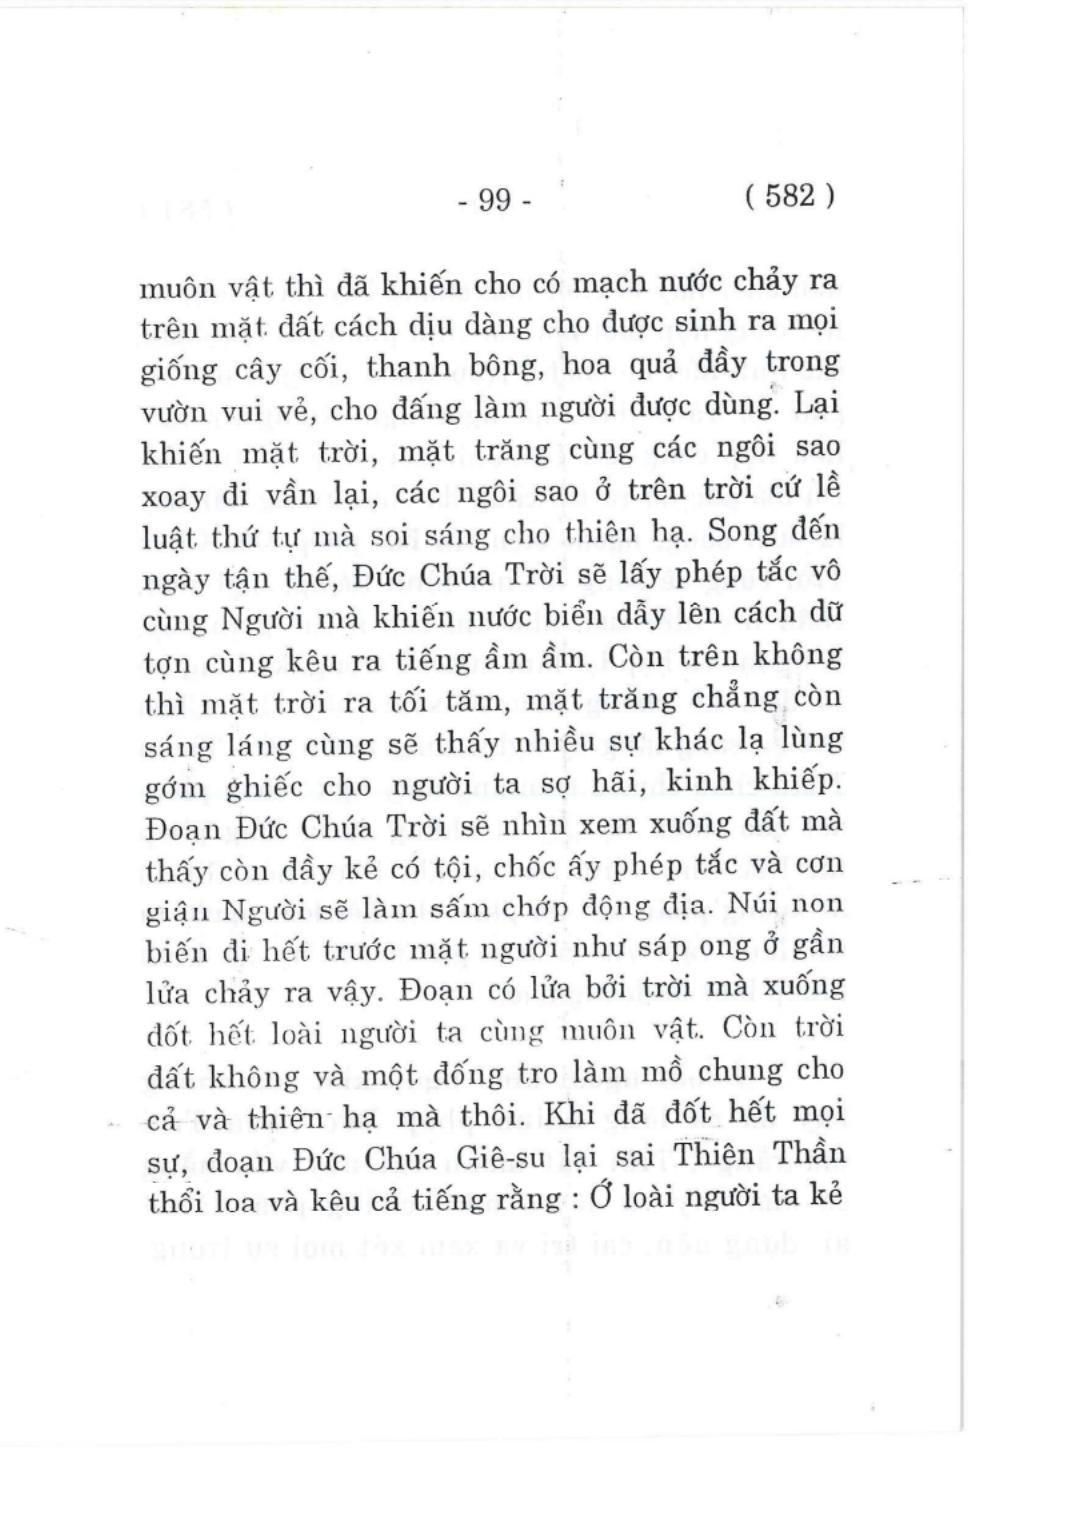 - 99 -
( 582 )
muôn vật thì đã khiến cho có mạch nước chảy ra
trên mặt đất cách dịu dàng cho được sinh ra mọi
giống cây cối, thanh bông, hoa quả đầy trong
vườn vui vẻ, cho đấng làm người được dùng. Lại
khiến mặt trời, mặt trăng cùng các ngôi sao
xoay đi vần lại, các ngôi sao ở trên trời cứ lề
luật thứ tự mà soi sáng cho thiên hạ. Song đến
ngày tận thế, Đức Chúa Trời sẽ lấy phép tắc vô
cùng Người mà khiến nước biển dẫy lên cách dữ
tợn cùng kêu ra tiếng ầm ầm. Còn trên không
thì mặt trời ra tối tăm, mặt trăng chẳng còn
sáng láng cùng sẽ thấy nhiều sự khác lạ lùng
gớm ghiếc cho người ta sợ hãi, kinh khiếp.
Đoạn Đức Chúa Trời sẽ nhìn xem xuống đất mà
thấy còn đầy kẻ có tội, chốc ấy phép tắc và cơn
giận Người sẽ làm sấm chớp động địa. Núi non
biến đi hết trước mặt người như sáp ong ở gần
lửa chảy ra vậy. Đoạn có lửa bởi trời mà xuống
đốt hết loài người ta cùng muôn vật. Còn trời
đất không và một đống tro làm mồ chung cho
cả và thiên hạ mà thôi. Khi đã đốt hết mọi
sự, đoạn Đức Chúa Giê-su lại sai Thiên Thần
thổi loa và kêu cả tiếng rằng : Ớ loài người ta kẻ